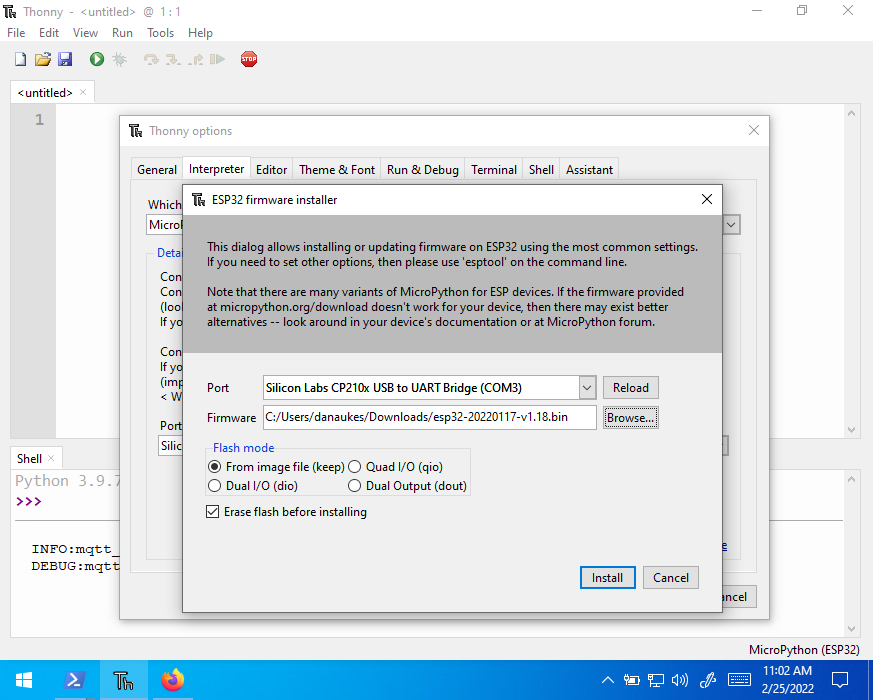 Thonny - <untitled> @ 1 : 1
File Edit View Run Tools Help
STOP
<untitled>
1
Thonny options
General Interpreter Editor Theme & Font Run & Debug Terminal Shell Assistant
Which
ESP32 firmware installer
This dialog allows installing or updating firmware on ESP32 using the most common settings.
If you need to set other options, then please use 'esptool' on the command line.
Note that there are many variants of MicroPython for ESP devices. If the firmware provided
at micropython.org/download doesn't work for your device, then there may exist better
alternatives -- look around in your device's documentation or at MicroPython forum.
Port Silicon Labs CP210x USB to UART Bridge (COM3) Reload
Firmware C:/Users/danaukes/Downloads/esp32-20220117-v1.18.bin Browse...
Flash mode
From image file (keep) Quad I/O (qio)
Dual I/O (dio) Dual Output (dout)
Erase flash before installing
Install Cancel
Detai
Con
Con
(loo
If yo
Con
If yo
(imp
< W
Port
Silic
ncel
Shell
Python 3.9.7
>>>
INFO:mqtt_
DEBUG:mqtt
MicroPython (ESP32)
Th
11:02 AM
2/25/2022